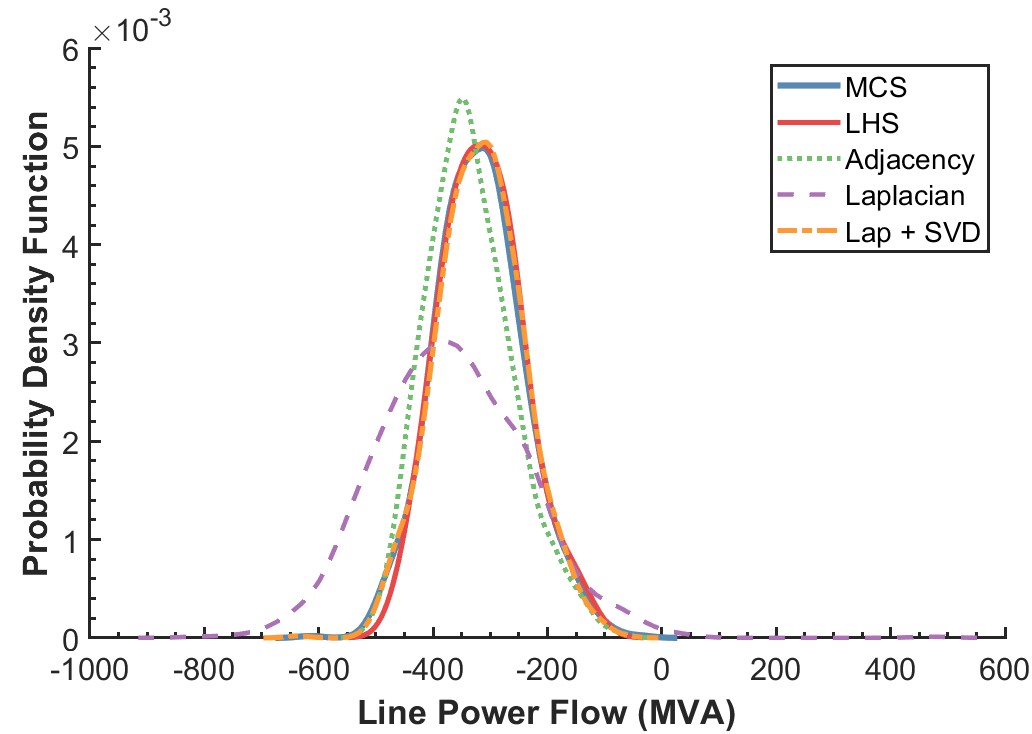 ×10-3
6
5
4
3
2
1
0
-1000 -800 -600 -400 -200 0 200 400 600
Probability Density Function
Line Power Flow (MVA)
MCS
LHS
Adjacency
Laplacian
Lap + SVD